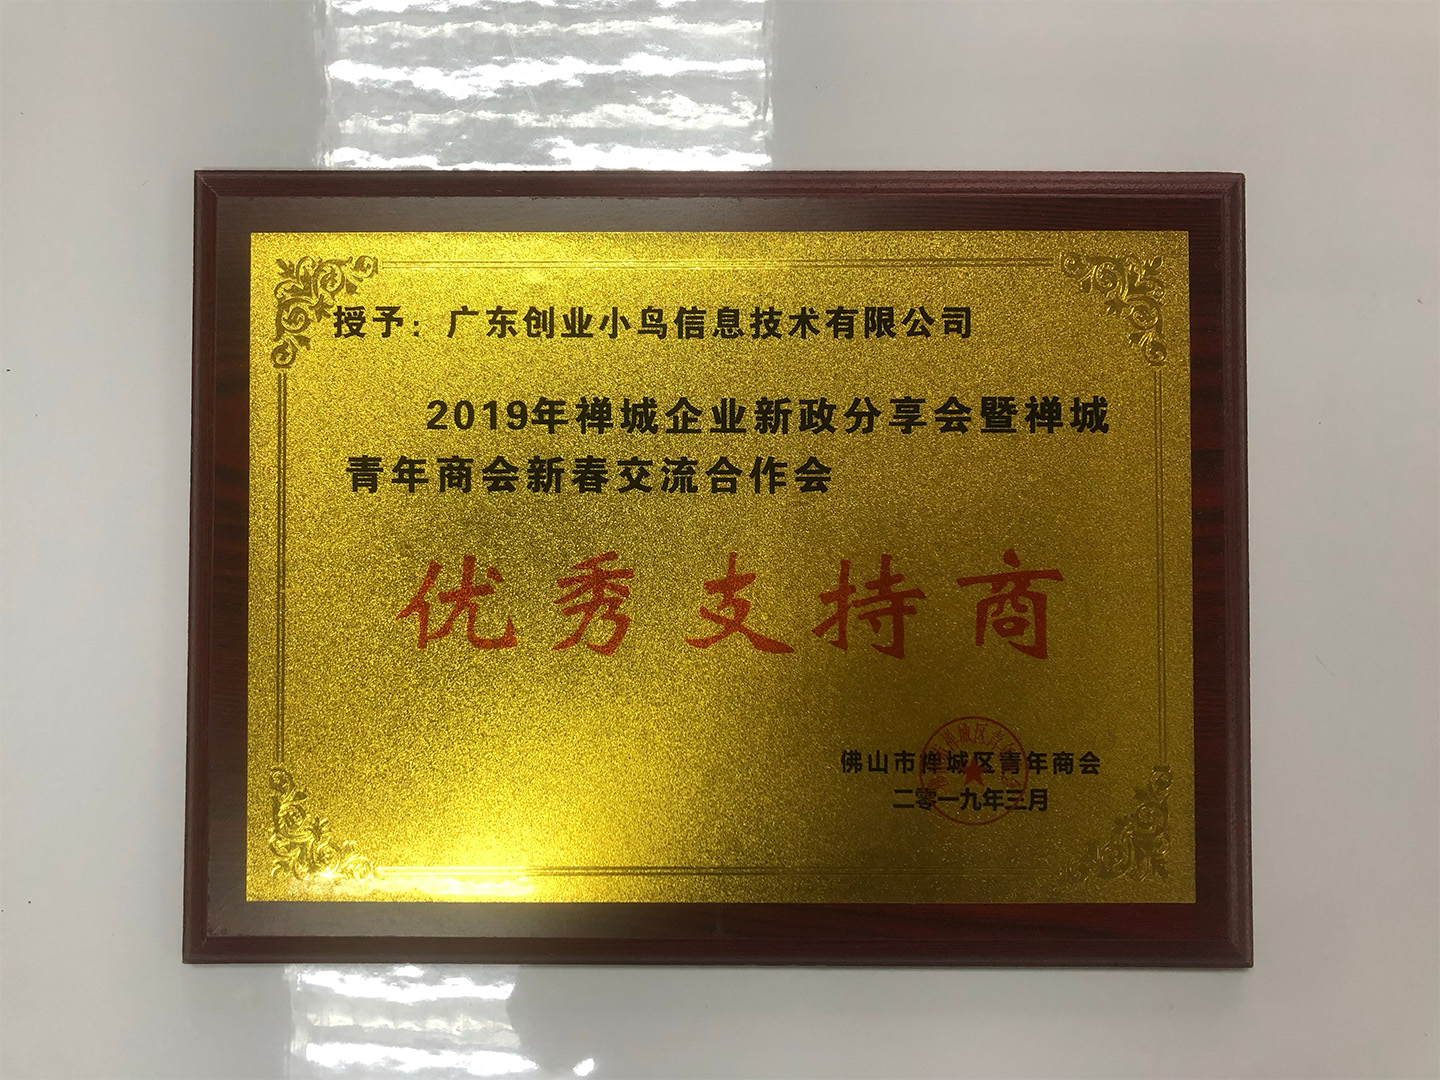 授予：广东创业小鸟信息技术有限公司
2019年禅城企业新政分享会暨禅城
青年商会新春交流合作会
优秀支持商
佛山市禅城区青年商会
二零一九年三月